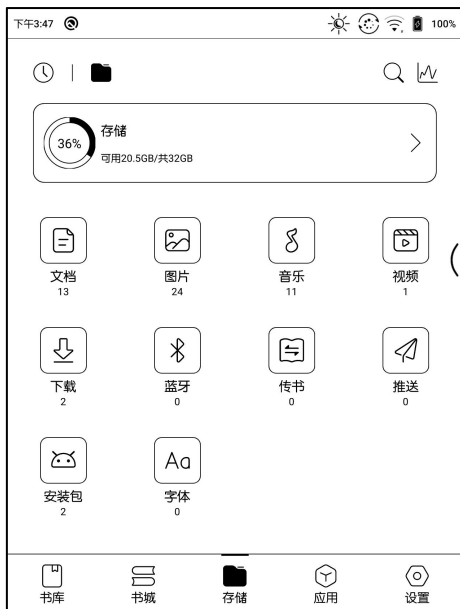 下午3:47 100%
36%
存储
可用20.5GB/共32GB
文档 图片 音乐 视频
13 24 11 1
下载 蓝牙 传书 推送
2 0 0 0
Aa
安装包 字体
2 0
书库 书城 存储 应用 设置